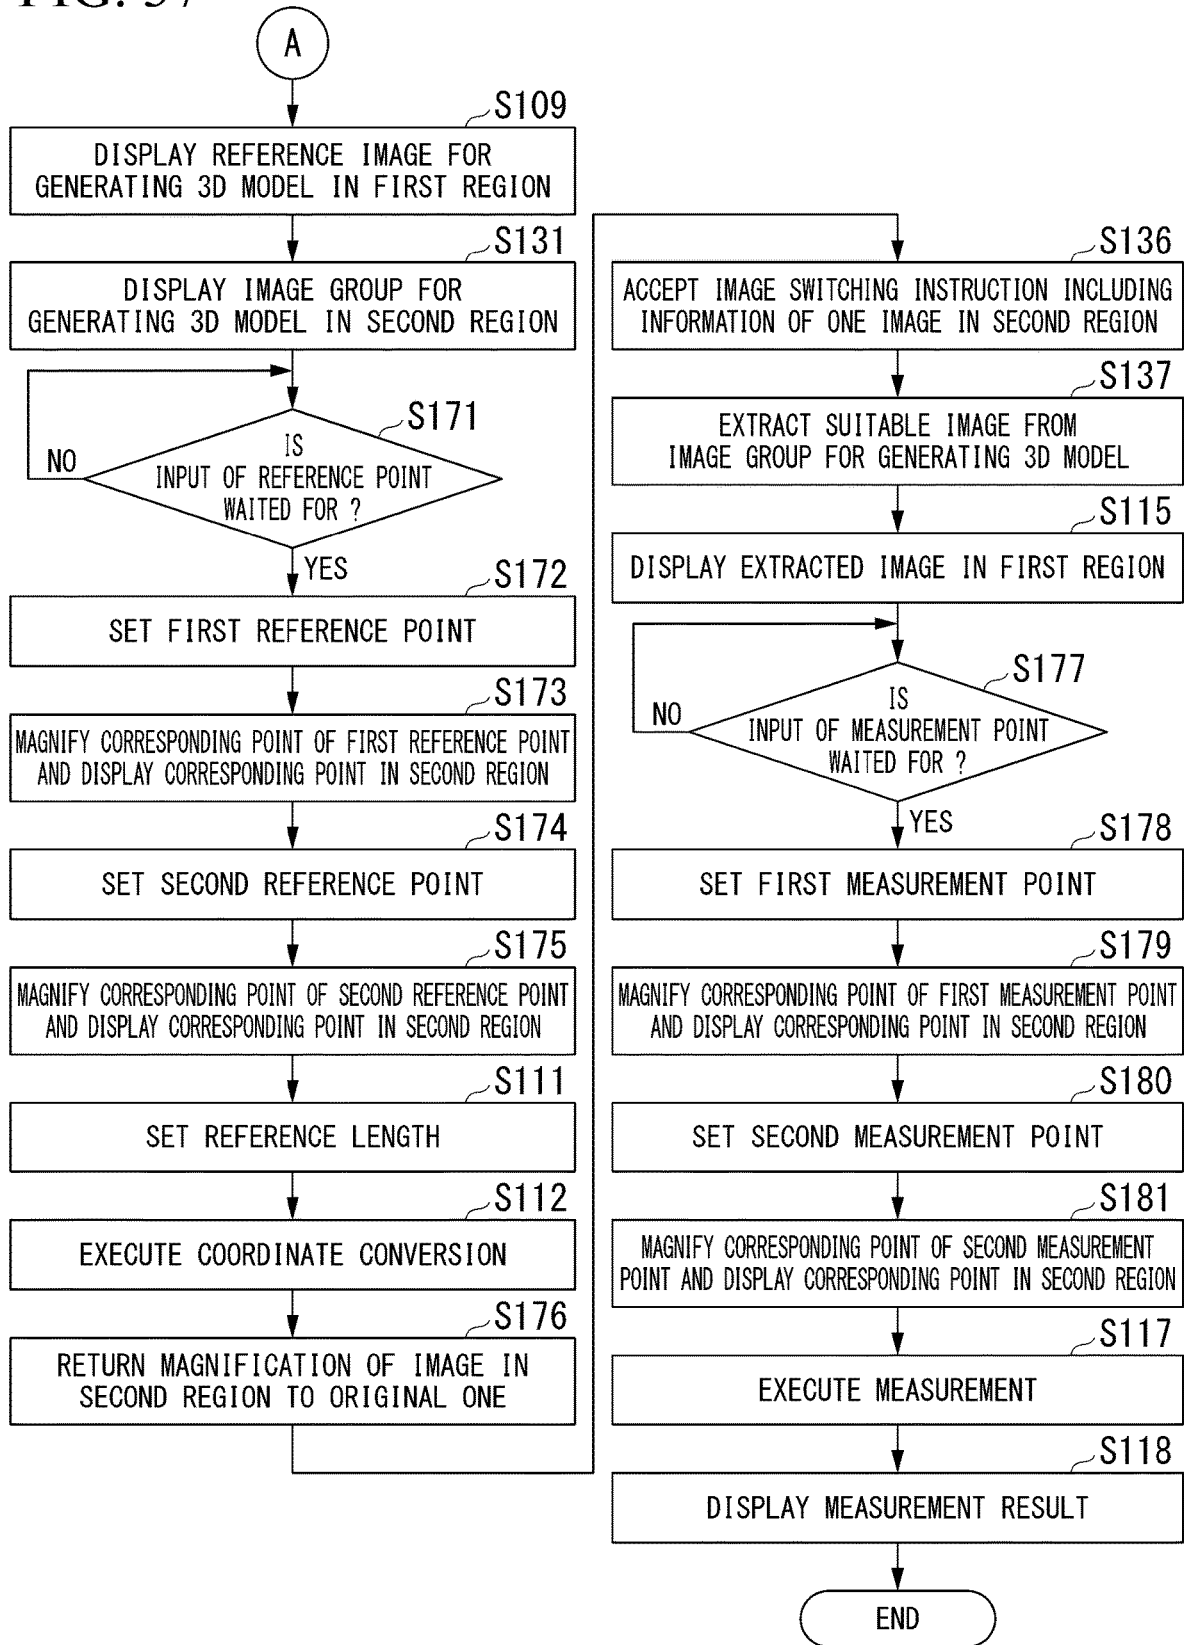 FIG. 37
A
S109
DISPLAY REFERENCE IMAGE FOR
GENERATING 3D MODEL IN FIRST REGION
S131
DISPLAY IMAGE GROUP FOR
GENERATING 3D MODEL IN SECOND REGION
S171
IS
INPUT OF REFERENCE POINT
WAITED FOR ?
NO
YES
S172
SET FIRST REFERENCE POINT
S173
MAGNIFY CORRESPONDING POINT OF FIRST REFERENCE POINT
AND DISPLAY CORRESPONDING POINT IN SECOND REGION
S174
SET SECOND REFERENCE POINT
S175
MAGNIFY CORRESPONDING POINT OF SECOND REFERENCE POINT
AND DISPLAY CORRESPONDING POINT IN SECOND REGION
S111
SET REFERENCE LENGTH
S112
EXECUTE COORDINATE CONVERSION
S176
RETURN MAGNIFICATION OF IMAGE IN
SECOND REGION TO ORIGINAL ONE
S136
ACCEPT IMAGE SWITCHING INSTRUCTION INCLUDING
INFORMATION OF ONE IMAGE IN SECOND REGION
S137
EXTRACT SUITABLE IMAGE FROM
IMAGE GROUP FOR GENERATING 3D MODEL
S115
DISPLAY EXTRACTED IMAGE IN FIRST REGION
S177
IS
INPUT OF MEASUREMENT POINT
WAITED FOR ?
NO
YES
S178
SET FIRST MEASUREMENT POINT
S179
MAGNIFY CORRESPONDING POINT OF FIRST MEASUREMENT POINT
AND DISPLAY CORRESPONDING POINT IN SECOND REGION
S180
SET SECOND MEASUREMENT POINT
S181
MAGNIFY CORRESPONDING POINT OF SECOND MEASUREMENT
POINT AND DISPLAY CORRESPONDING POINT IN SECOND REGION
S117
EXECUTE MEASUREMENT
S118
DISPLAY MEASUREMENT RESULT
END